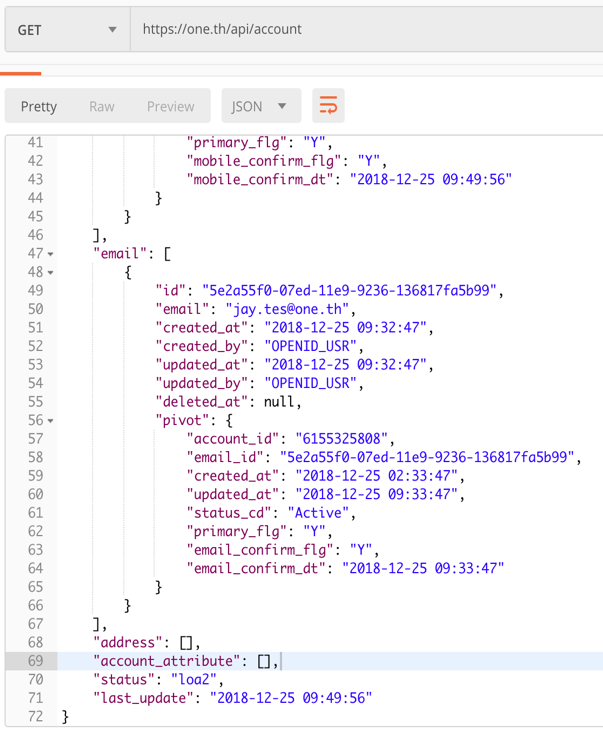 GET https://one.th/api/account
Pretty Raw Preview JSON
41 "primary_flg": "Y",
42 "mobile_confirm_flg": "Y",
43 "mobile_confirm_dt": "2018-12-25 09:49:56"
44 }
45 }
46 ],
47 "email": [
48 {
49 "id": "5e2a55f0-07ed-11e9-9236-136817fa5b99",
50 "email": "jay.tes@one.th",
51 "created_at": "2018-12-25 09:32:47",
52 "created_by": "OPENID_USR",
53 "updated_at": "2018-12-25 09:32:47",
54 "updated_by": "OPENID_USR",
55 "deleted_at": null,
56 "pivot": {
57 "account_id": "6155325808",
58 "email_id": "5e2a55f0-07ed-11e9-9236-136817fa5b99",
59 "created_at": "2018-12-25 02:33:47",
60 "updated_at": "2018-12-25 09:33:47",
61 "status_cd": "Active",
62 "primary_flg": "Y",
63 "email_confirm_flg": "Y",
64 "email_confirm_dt": "2018-12-25 09:33:47"
65 }
66 }
67 ],
68 "address": [],
69 "account_attribute": [],
70 "status": "loa2",
71 "last_update": "2018-12-25 09:49:56"
72 }